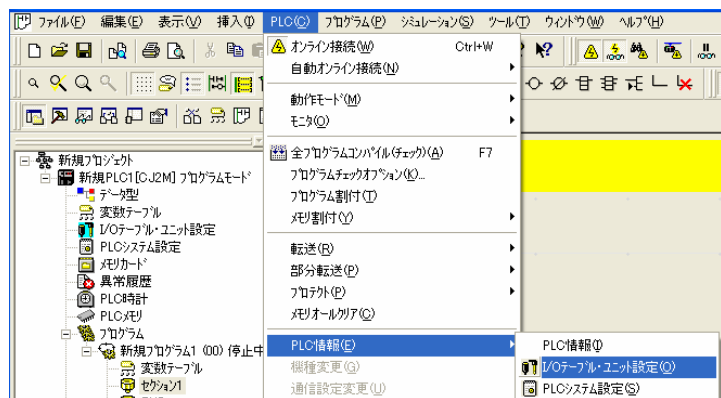 ファイル(F) 編集(E) 表示(V) 挿入(I) PLC(C) プログラム(P) シミュレーション(S) ツール(T) ウィンドウ(W) ヘルプ(H)
オンライン接続(W) Ctrl+W
自動オンライン接続(N)
動作モード(M)
モニタ(O)
全プログラムコンパイル(チェック)(A) F7
プログラムチェックオプション(K)...
プログラム割付(T)
メモリ割付(Y)
転送(R)
部分転送(P)
プロテクト(P)
メモリオールクリア(C)
PLC情報(E)
機種変更(G)
通信設定変更(U)
PLC情報(I)
I/Oテーブル・ユニット設定(O)
PLCシステム設定(S)
新規プロジェクト
新規PLC1[CJ2M] プログラムモード
データ型
変数テーブル
I/Oテーブル・ユニット設定
PLCシステム設定
メモリカード
異常履歴
PLC時計
PLCメモリ
プログラム
新規プログラム1 (00) 停止中
変数テーブル
セクション1